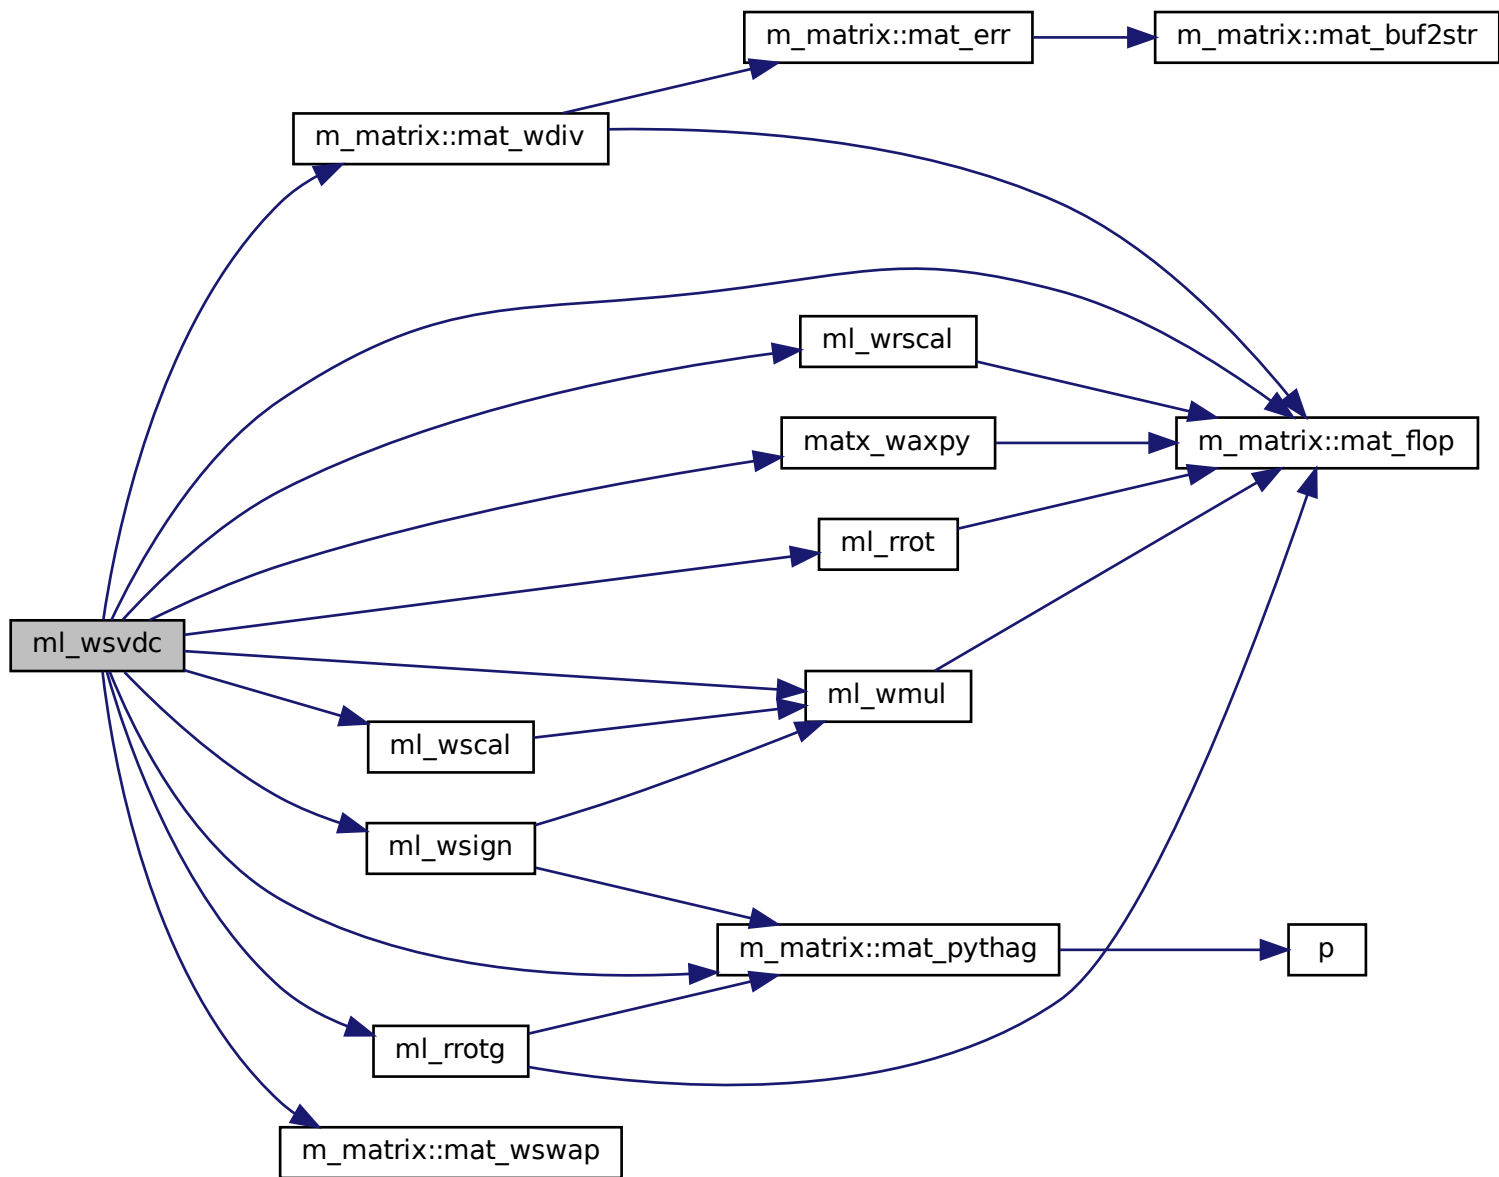 m_matrix::mat_err
m_matrix::mat_buf2str
m_matrix::mat_wdiv
ml_wrscal
matx_waxpy
m_matrix::mat_flop
ml_rrot
ml_wsvdc
ml_wmul
ml_wscal
ml_wsign
m_matrix::mat_pythag
p
ml_rrotg
m_matrix::mat_wswap